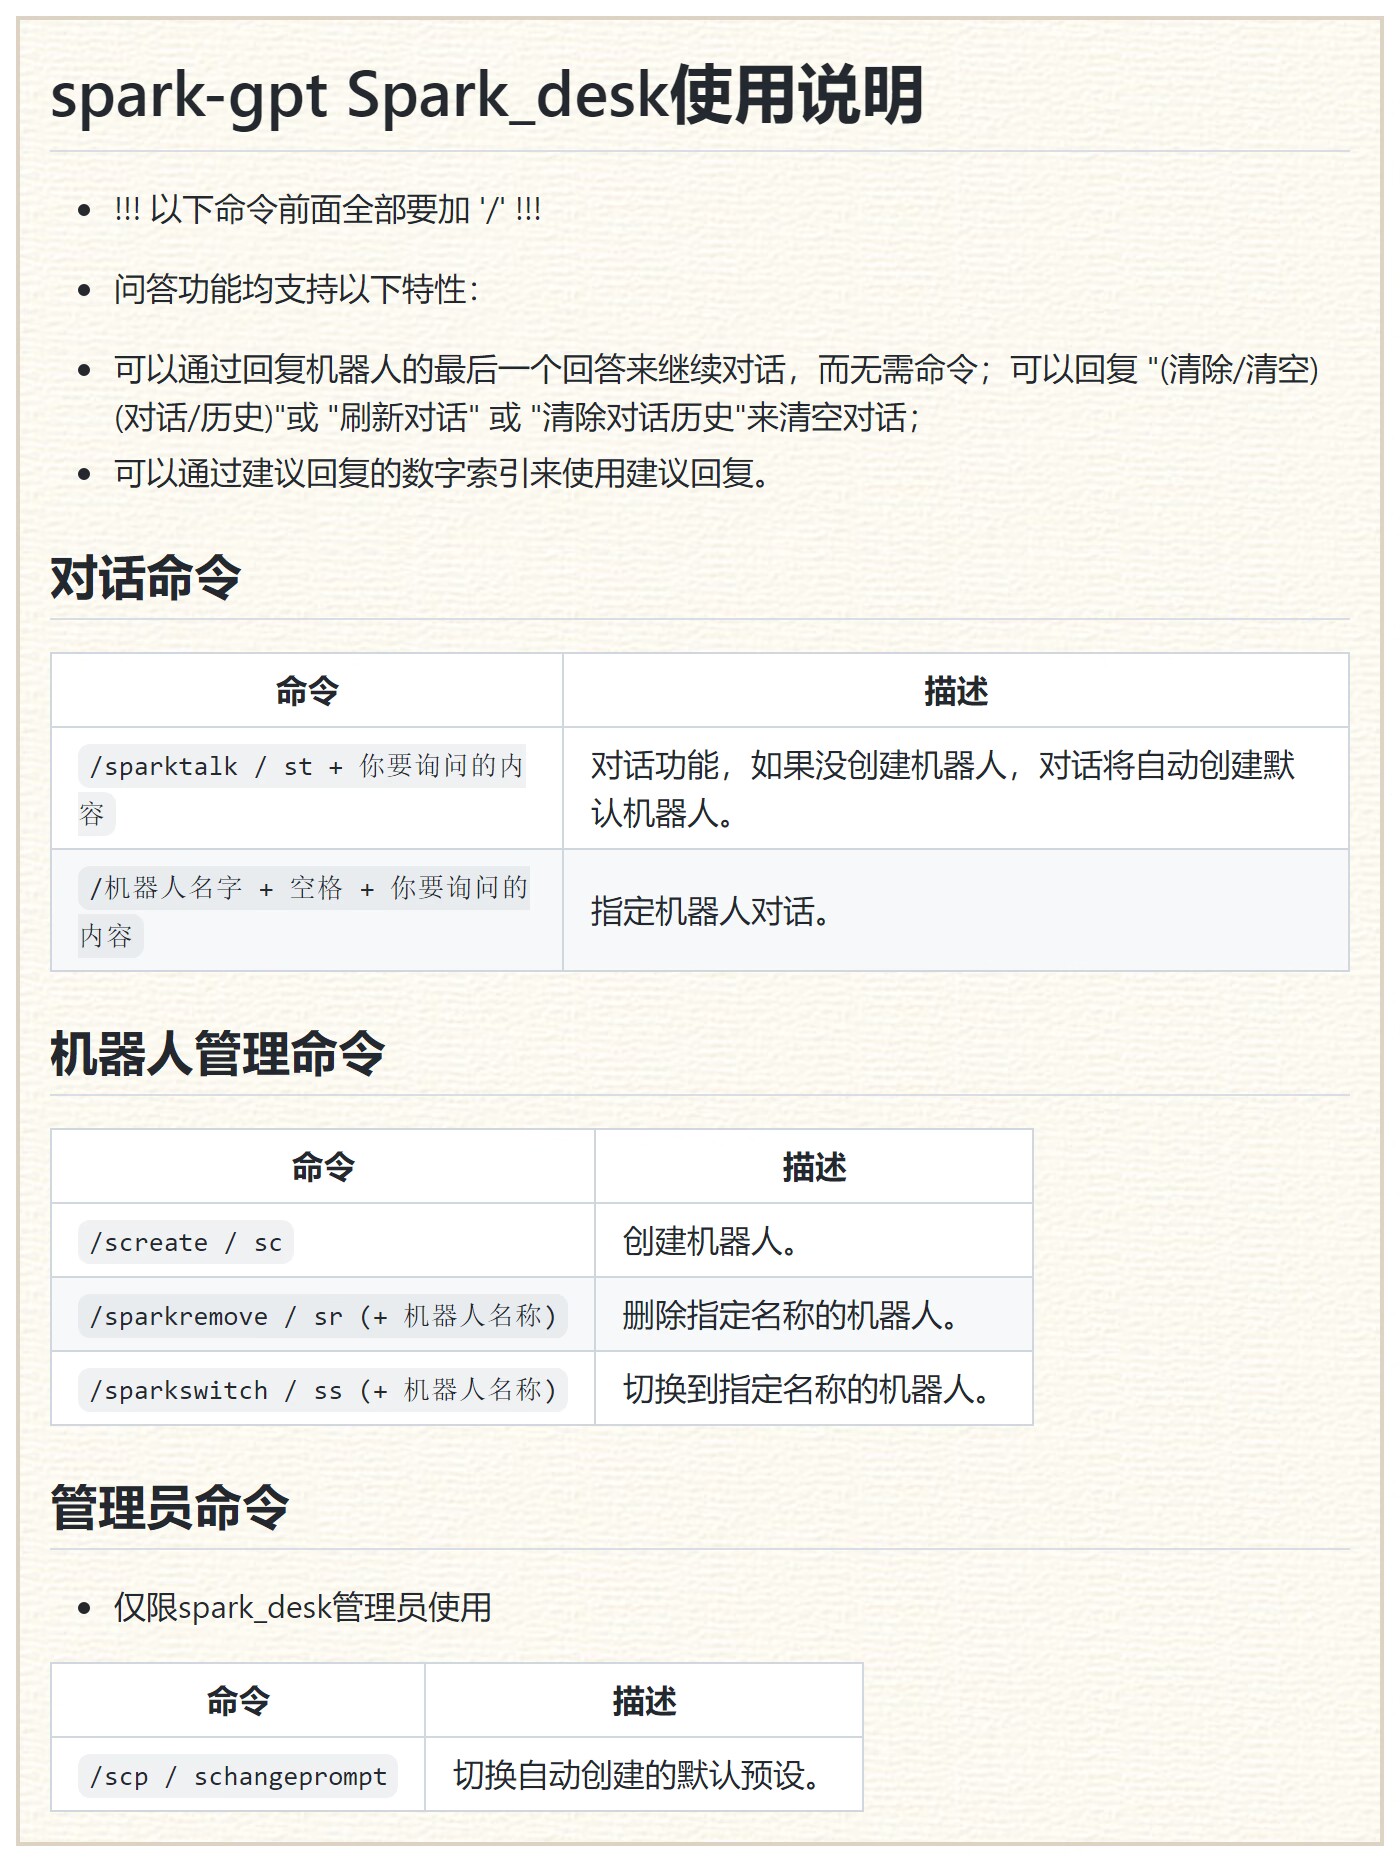 spark-gpt Spark_desk使用说明
!!! 以下命令前面全部要加 '/' !!!
问答功能均支持以下特性：
可以通过回复机器人的最后一个回答来继续对话，而无需命令；可以回复 "(清除/清空)
(对话/历史)"或 "刷新对话" 或 "清除对话历史"来清空对话；
可以通过建议回复的数字索引来使用建议回复。
对话命令
命令 描述
/sparktalk / st + 你要询问的内
容
对话功能，如果没创建机器人，对话将自动创建默
认机器人。
/机器人名字 + 空格 + 你要询问的
内容
指定机器人对话。
机器人管理命令
命令 描述
/screate / sc 创建机器人。
/sparkremove / sr (+ 机器人名称) 删除指定名称的机器人。
/sparkswitch / ss (+ 机器人名称) 切换到指定名称的机器人。
管理员命令
仅限spark_desk管理员使用
命令 描述
/scp / schangeprompt 切换自动创建的默认预设。